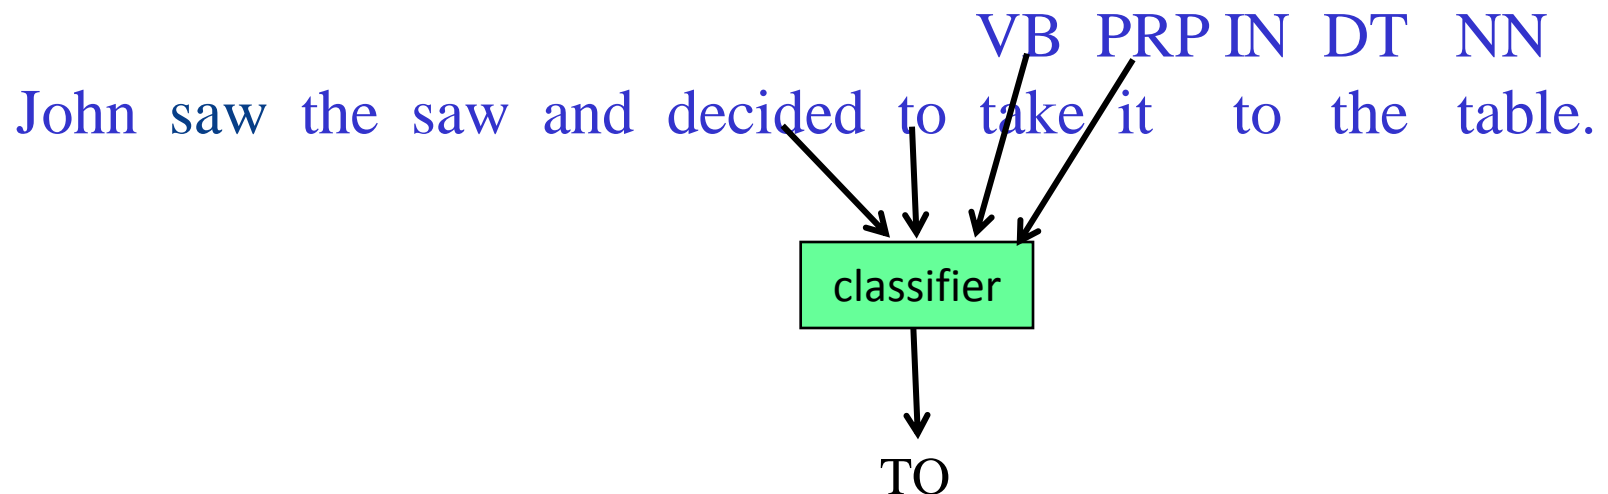 VB PRP IN DT NN
John saw the saw and decided to take it to the table.
classifier
TO